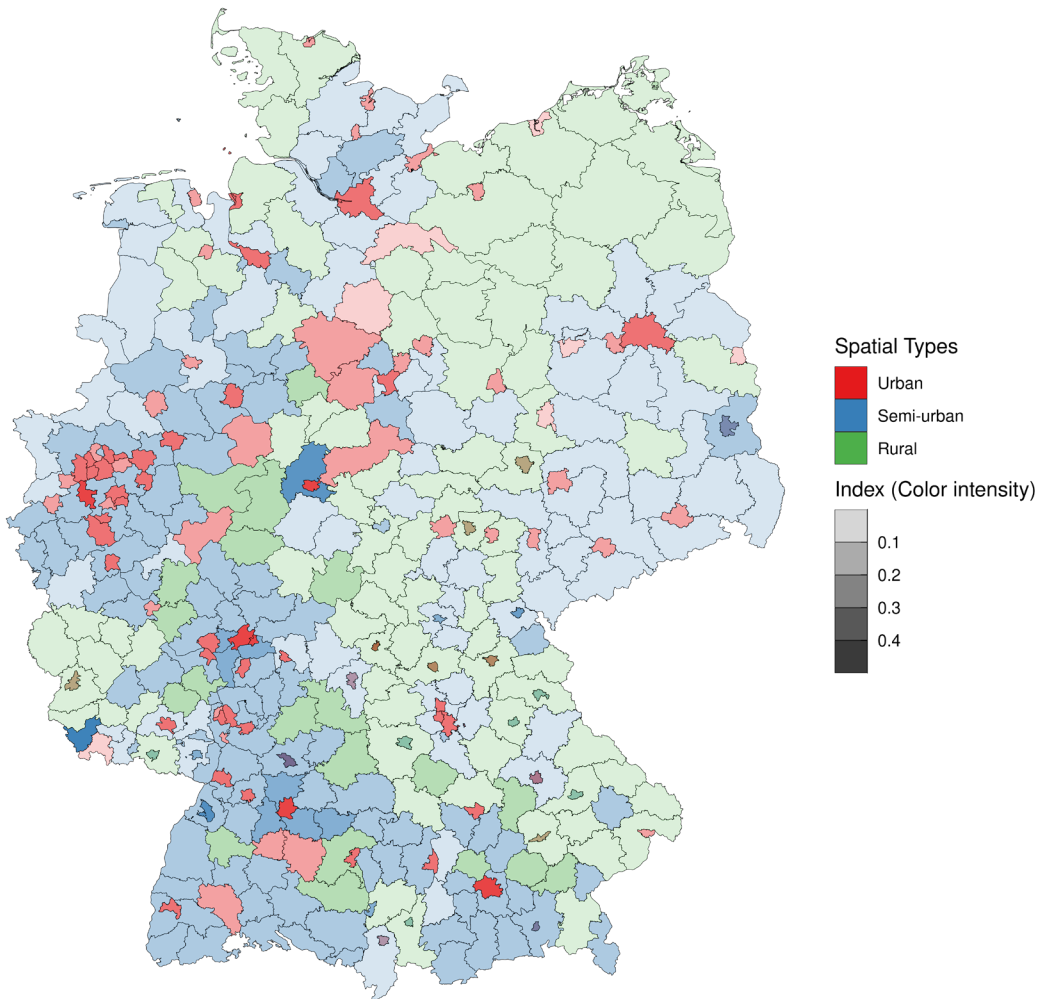 Spatial Types
Urban
Semi-urban
Rural
Index (Color intensity)
0.1
0.2
0.3
0.4